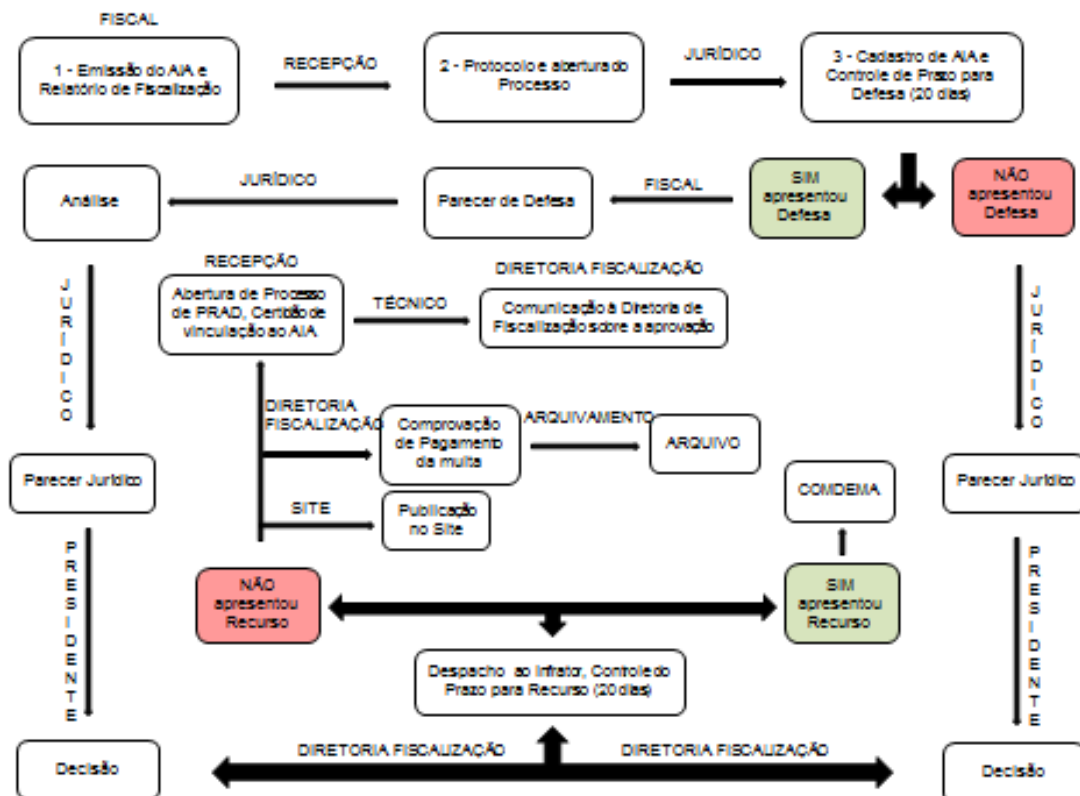 FISCAL
1 - Emissão do AIA e
Relatório de Fiscalização
RECEPÇÃO
2 - Protocolo e abertura do
Processo
JURÍDICO
3 - Cadastro de AIA e
Controle de Prazo para
Defesa (20 dias)
Análise
JURÍDICO
Parecer de Defesa
FISCAL
SIM
apresentou
Defesa
NÃO
apresentou
Defesa
JURÍDICO
RECEPÇÃO
Abertura de Processo
de PRAD, Certidão de
vinculação ao AIA
TÉCNICO
DIRETORIA FISCALIZAÇÃO
Comunicação à Diretoria de
Fiscalização sobre a aprovação
JURÍDICO
DIRETORIA
FISCALIZAÇÃO
Comprovação
de Pagamento
da multa
ARQUIVAMENTO
ARQUIVO
Parecer Jurídico
SITE
Publicação
no Site
COMDEMA
Parecer Jurídico
PRESIDENTE
NÃO
apresentou
Recurso
SIM
apresentou
Recurso
PRESIDENTE
Despacho ao Infrator, Controle do
Prazo para Recurso (20 dias)
Decisão
DIRETORIA FISCALIZAÇÃO
DIRETORIA FISCALIZAÇÃO
Decisão